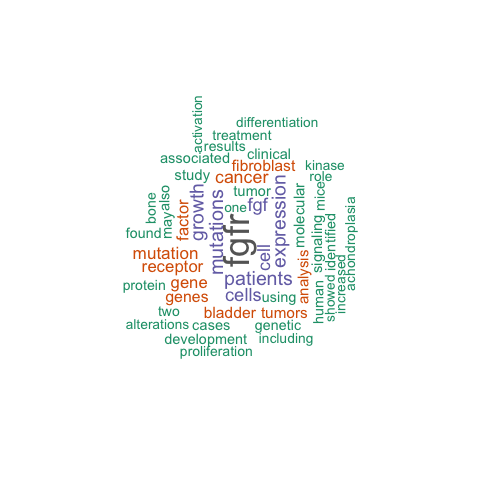 activation
differentiation
treatment
results
associated
clinical
fibroblast
kinase
study
cancer
role
tumor
bone
may
also
growth
mutations
one
fgf
expression
molecular
mice
signaling
identified
achondroplasia
found
factor
fgfr
cell
mutation
receptor
patients
analysis
human
showed
increased
protein
gene
genes
cells
using
two
bladder
tumors
alterations
cases
genetic
development
including
proliferation